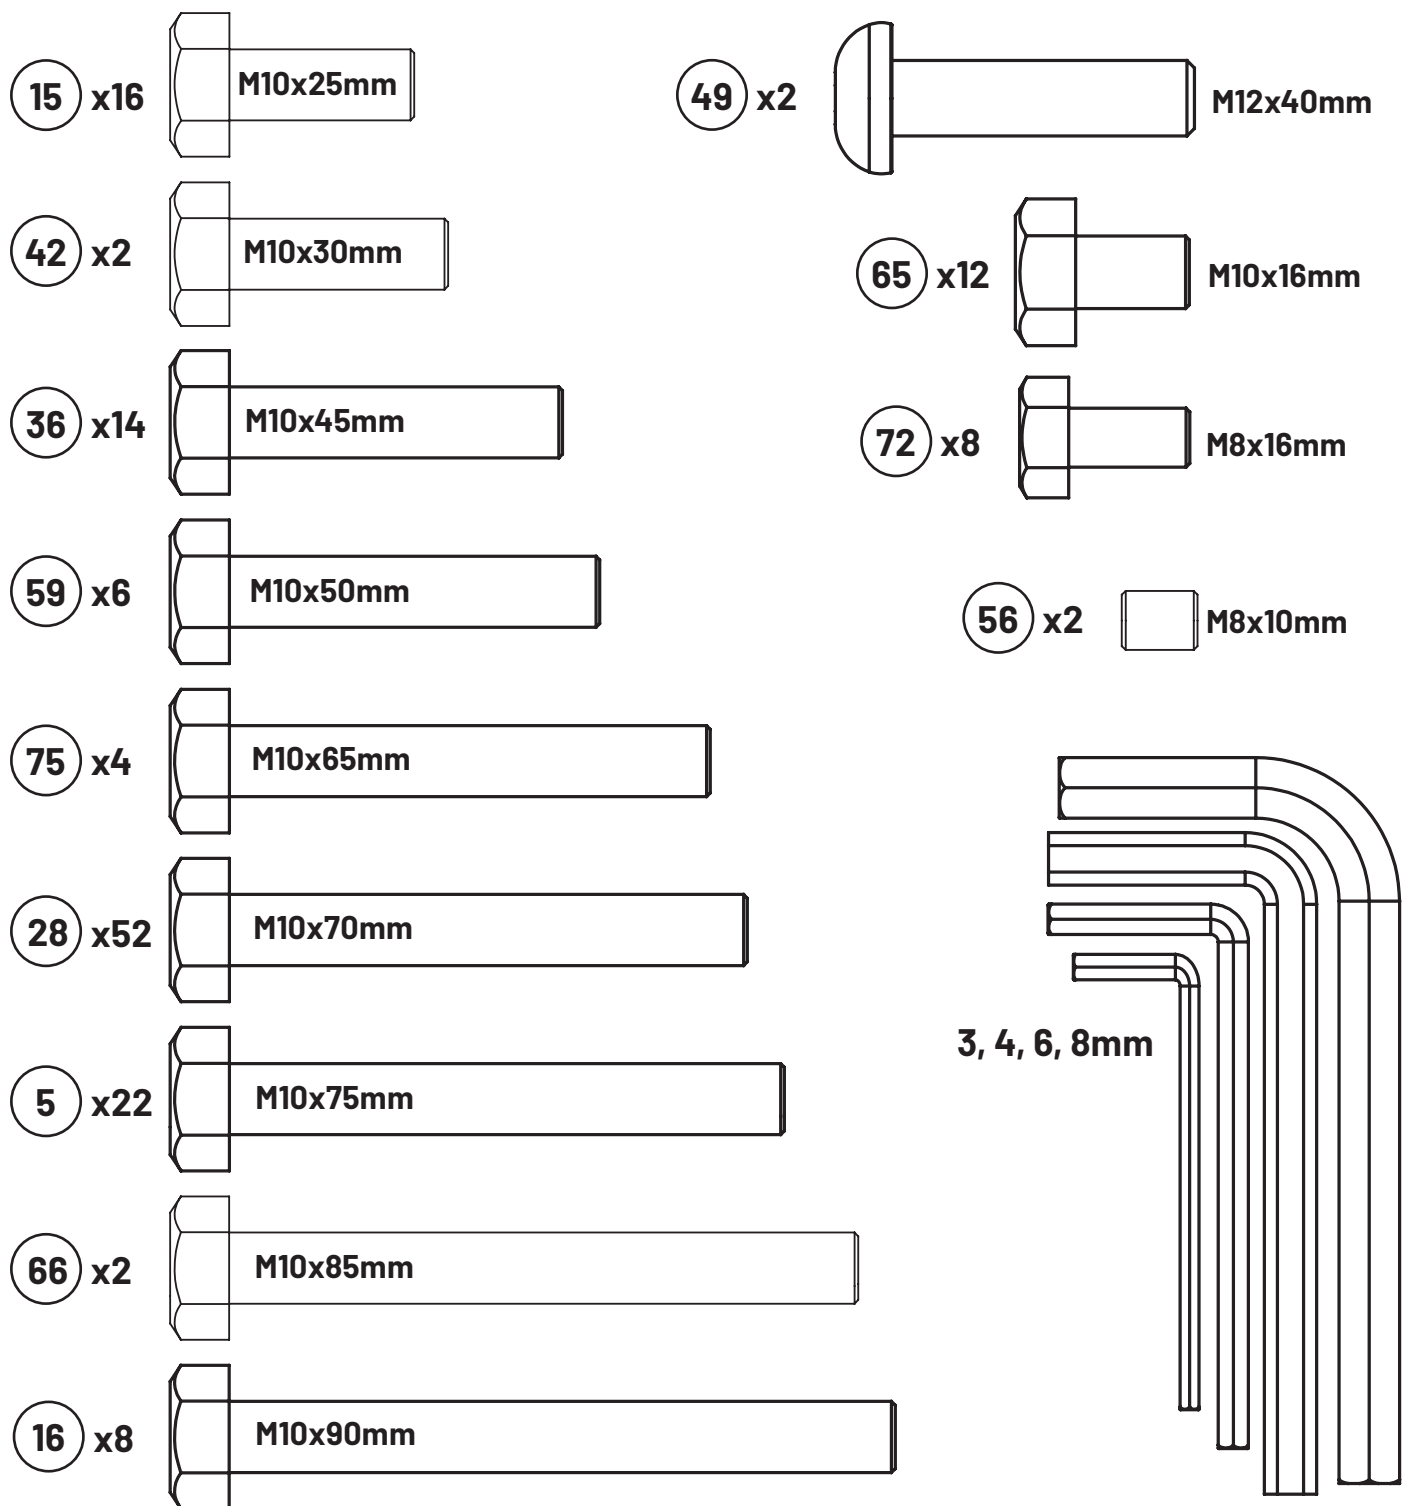 15 x16 M10x25mm
49 x2 M12x40mm
42 x2 M10x30mm
65 x12 M10x16mm
36 x14 M10x45mm
72 x8 M8x16mm
59 x6 M10x50mm
56 x2 M8x10mm
75 x4 M10x65mm
28 x52 M10x70mm
3, 4, 6, 8mm
5 x22 M10x75mm
66 x2 M10x85mm
16 x8 M10x90mm